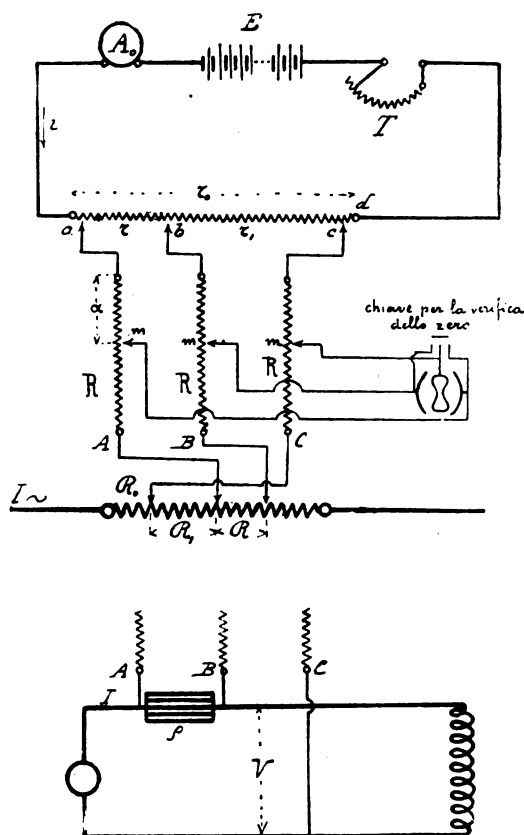 A₀ E
T
i
r₀
a r b r₁ c d
α
m m m
chiave per la verifica
dello zero
R R R
A B C
I∼ R₀
R₁ R
A B C
I
ρ
V